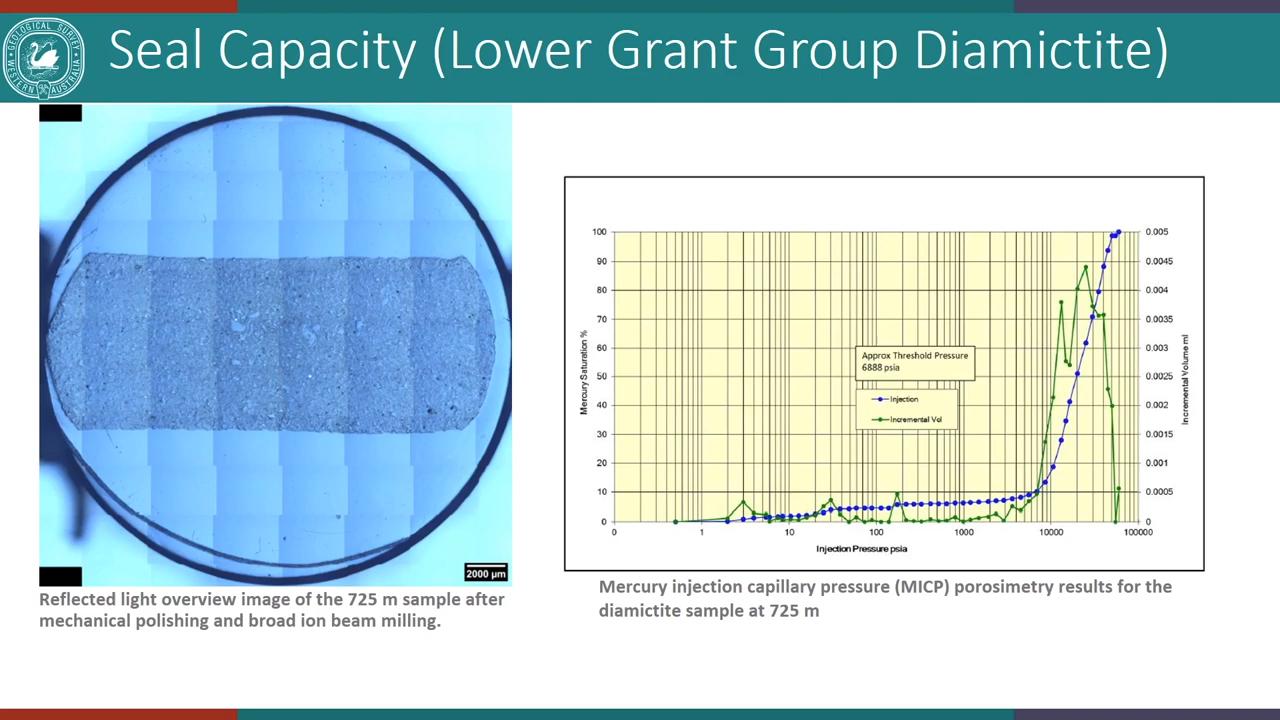 Seal Capacity (Lower Grant Group Diamictite)
GEOLOGICAL SURVEY
WESTERN AUSTRALIA
2000 µm
Reflected light overview image of the 725 m sample after
mechanical polishing and broad ion beam milling.
Mercury Saturation %
100
90
80
70
60
50
40
30
20
10
0
0.005
0.0045
0.004
0.0035
0.003
0.0025
0.002
0.0015
0.001
0.0005
0
Incremental Volume ml
Approx Threshold Pressure
6888 psia
Injection
Incremental Vol
0 1 10 100 1000 10000 100000
Injection Pressure psia
Mercury injection capillary pressure (MICP) porosimetry results for the
diamictite sample at 725 m